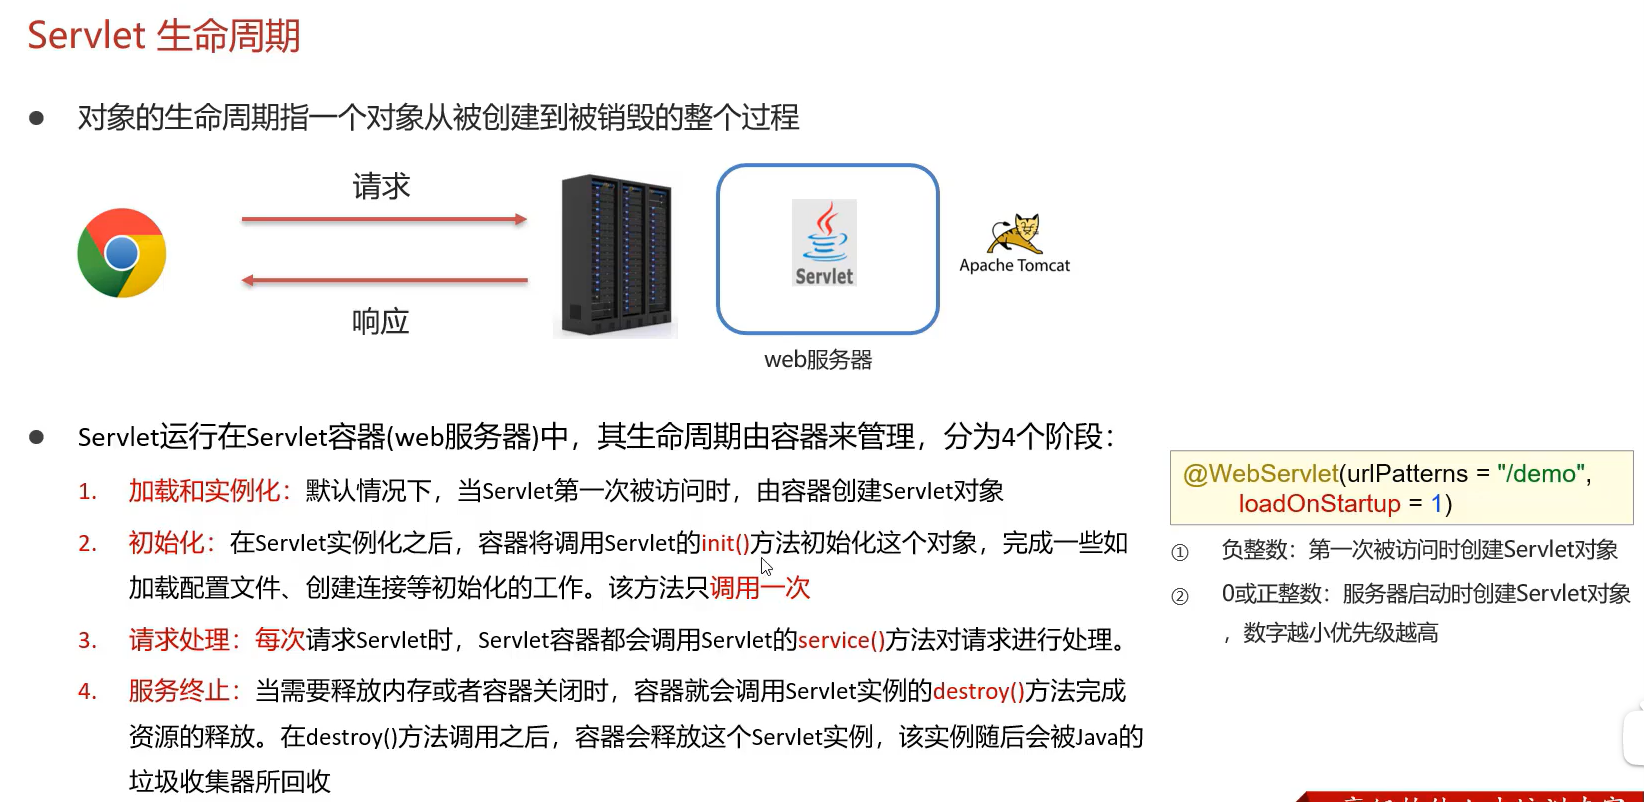 Servlet 生命周期
● 对象的生命周期指一个对象从被创建到被销毁的整个过程
请求
响应
Servlet
Apache Tomcat
web服务器
● Servlet运行在Servlet容器(web服务器)中，其生命周期由容器来管理，分为4个阶段：
1. 加载和实例化：默认情况下，当Servlet第一次被访问时，由容器创建Servlet对象
2. 初始化：在Servlet实例化之后，容器将调用Servlet的init()方法初始化这个对象，完成一些如
加载配置文件、创建连接等初始化的工作。该方法只调用一次
3. 请求处理：每次请求Servlet时，Servlet容器都会调用Servlet的service()方法对请求进行处理。
4. 服务终止：当需要释放内存或者容器关闭时，容器就会调用Servlet实例的destroy()方法完成
资源的释放。在destroy()方法调用之后，容器会释放这个Servlet实例，该实例随后会被Java的
垃圾收集器所回收
@WebServlet(urlPatterns = "/demo",
loadOnStartup = 1)
① 负整数：第一次被访问时创建Servlet对象
② 0或正整数：服务器启动时创建Servlet对象
，数字越小优先级越高